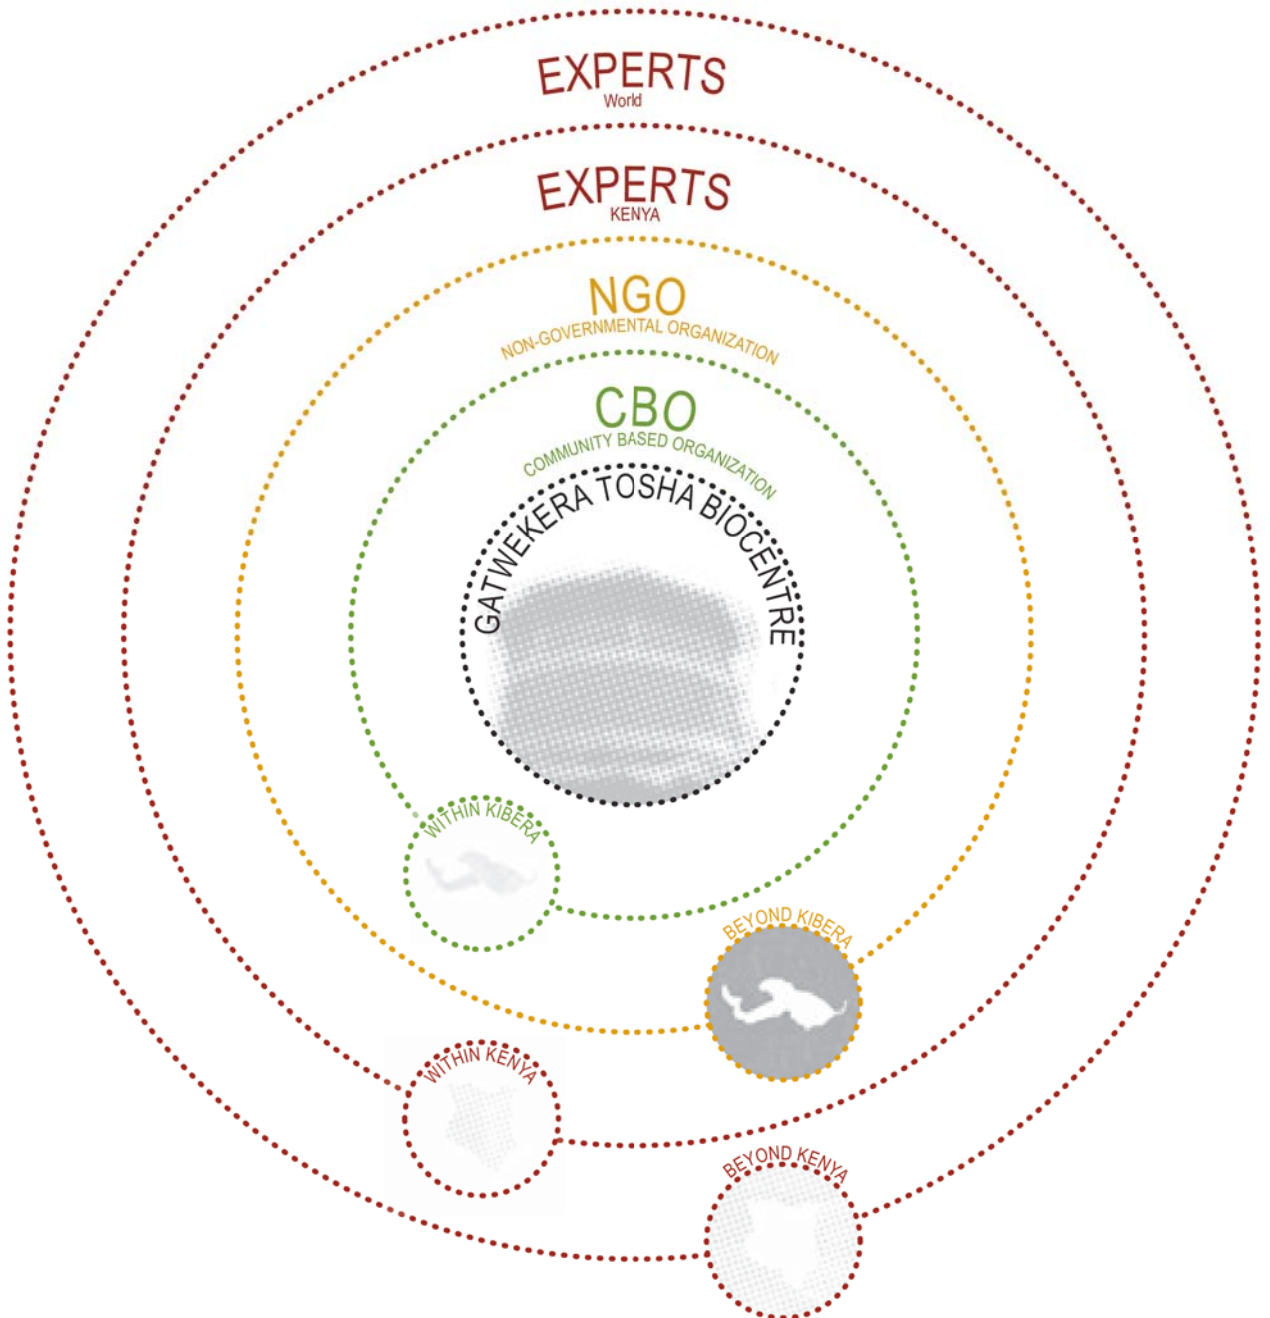 EXPERTS
World
EXPERTS
KENYA
NGO
NON-GOVERNMENTAL ORGANIZATION
CBO
COMMUNITY BASED ORGANIZATION
GATWEKERA TOSHA BIOCENTRE
WITHIN KIBERA
BEYOND KIBERA
WITHIN KENYA
BEYOND KENYA